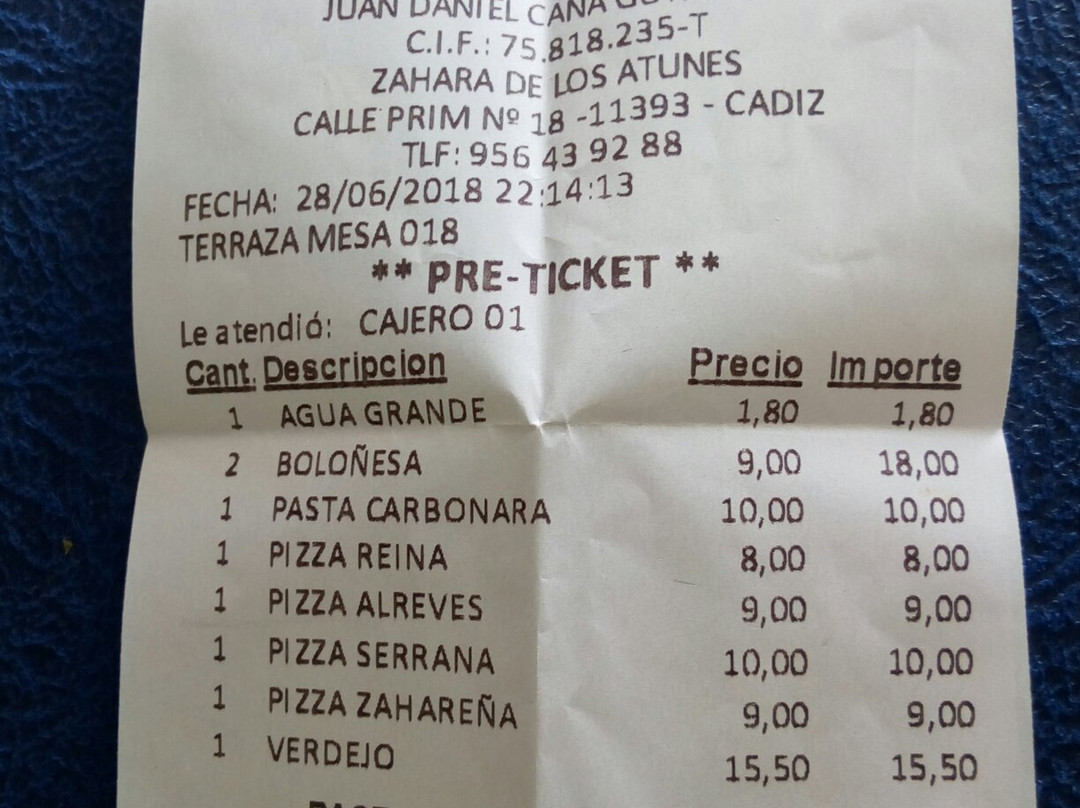 JUAN DANIEL CANA
C.I.F.: 75.818.235-T
ZAHARA DE LOS ATUNES
CALLE PRIM Nº 18 -11393 - CADIZ
TLF: 956 43 92 88
FECHA: 28/06/2018 22:14:13
TERRAZA MESA 018
** PRE-TICKET **
Le atendió: CAJERO 01
Cant. Descripcion Precio Importe
1 AGUA GRANDE 1,80 1,80
2 BOLOÑESA 9,00 18,00
1 PASTA CARBONARA 10,00 10,00
1 PIZZA REINA 8,00 8,00
1 PIZZA ALREVES 9,00 9,00
1 PIZZA SERRANA 10,00 10,00
1 PIZZA ZAHAREÑA 9,00 9,00
1 VERDEJO 15,50 15,50